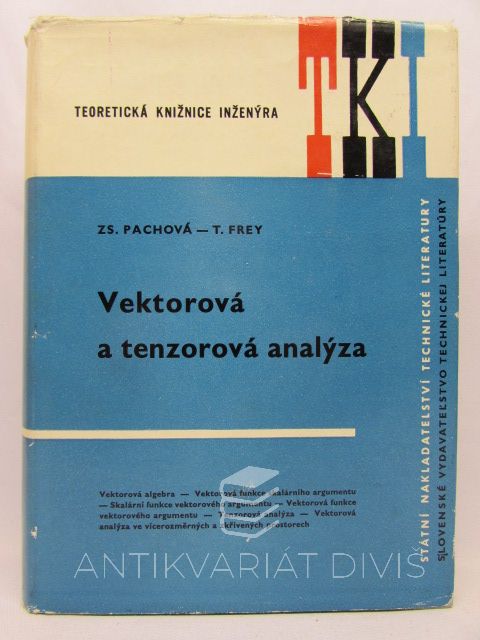 TEORETICKÁ KNIŽNICE INŽENÝRA
TKI
ZS. PACHOVÁ — T. FREY
Vektorová
a tenzorová analýza
Vektorová algebra — Vektorová funkce skalárního argumentu
— Skalární funkce vektorového argumentu — Vektorová funkce
vektorového argumentu — Tenzorová analýza — Vektorová
analýza ve vícerozměrných a zkřivených prostorech
STÁTNÍ NAKLADATELSTVÍ TECHNICKÉ LITERATURY
SLOVENSKÉ VYDAVATEĽSTVO TECHNICKEJ LITERATÚRY
ANTIKVARIÁT DIVIŠ